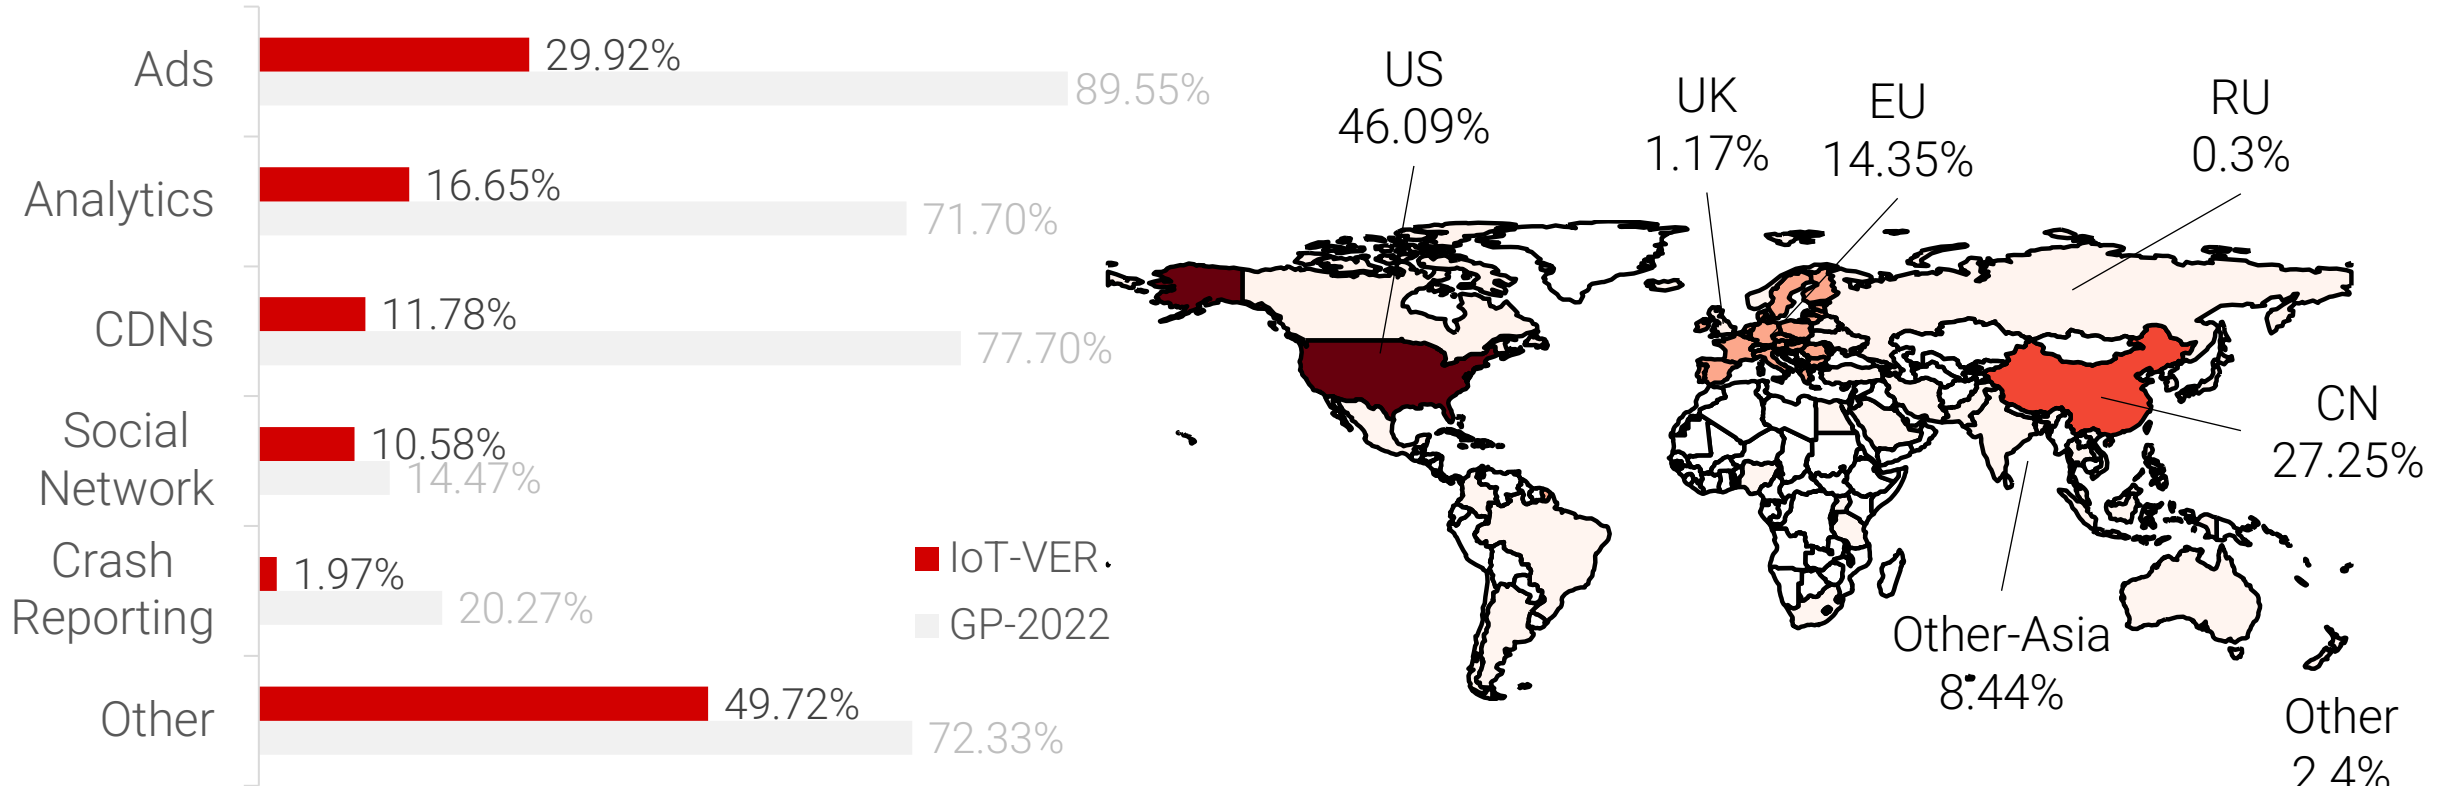 Ads
29.92%
89.55%
Analytics
16.65%
71.70%
CDNs
11.78%
77.70%
Social
Network
10.58%
14.47%
Crash
Reporting
1.97%
20.27%
Other
49.72%
72.33%
IoT-VER
GP-2022
US
46.09%
UK
1.17%
EU
14.35%
RU
0.3%
CN
27.25%
Other-Asia
8.44%
Other
2.4%